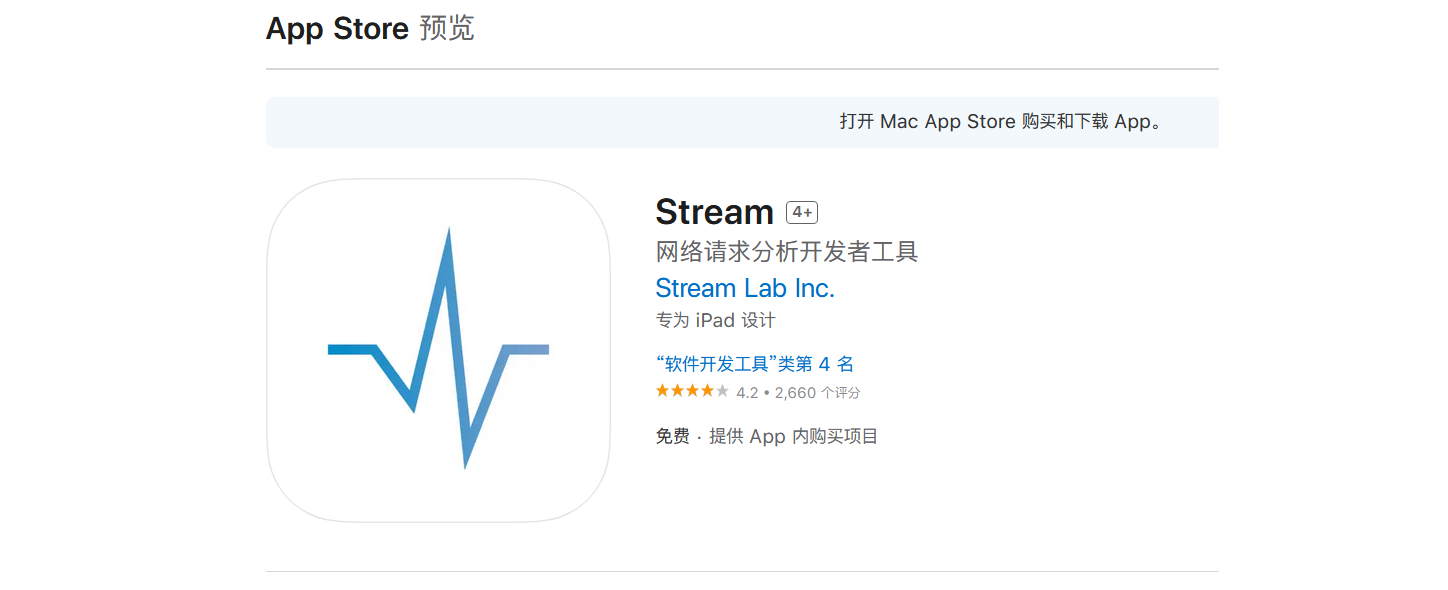 App Store 预览
打开 Mac App Store 购买和下载 App。
Stream 4+
网络请求分析开发者工具
Stream Lab Inc.
专为 iPad 设计
“软件开发工具”类第 4 名
4.2 • 2,660 个评分
免费 · 提供 App 内购买项目